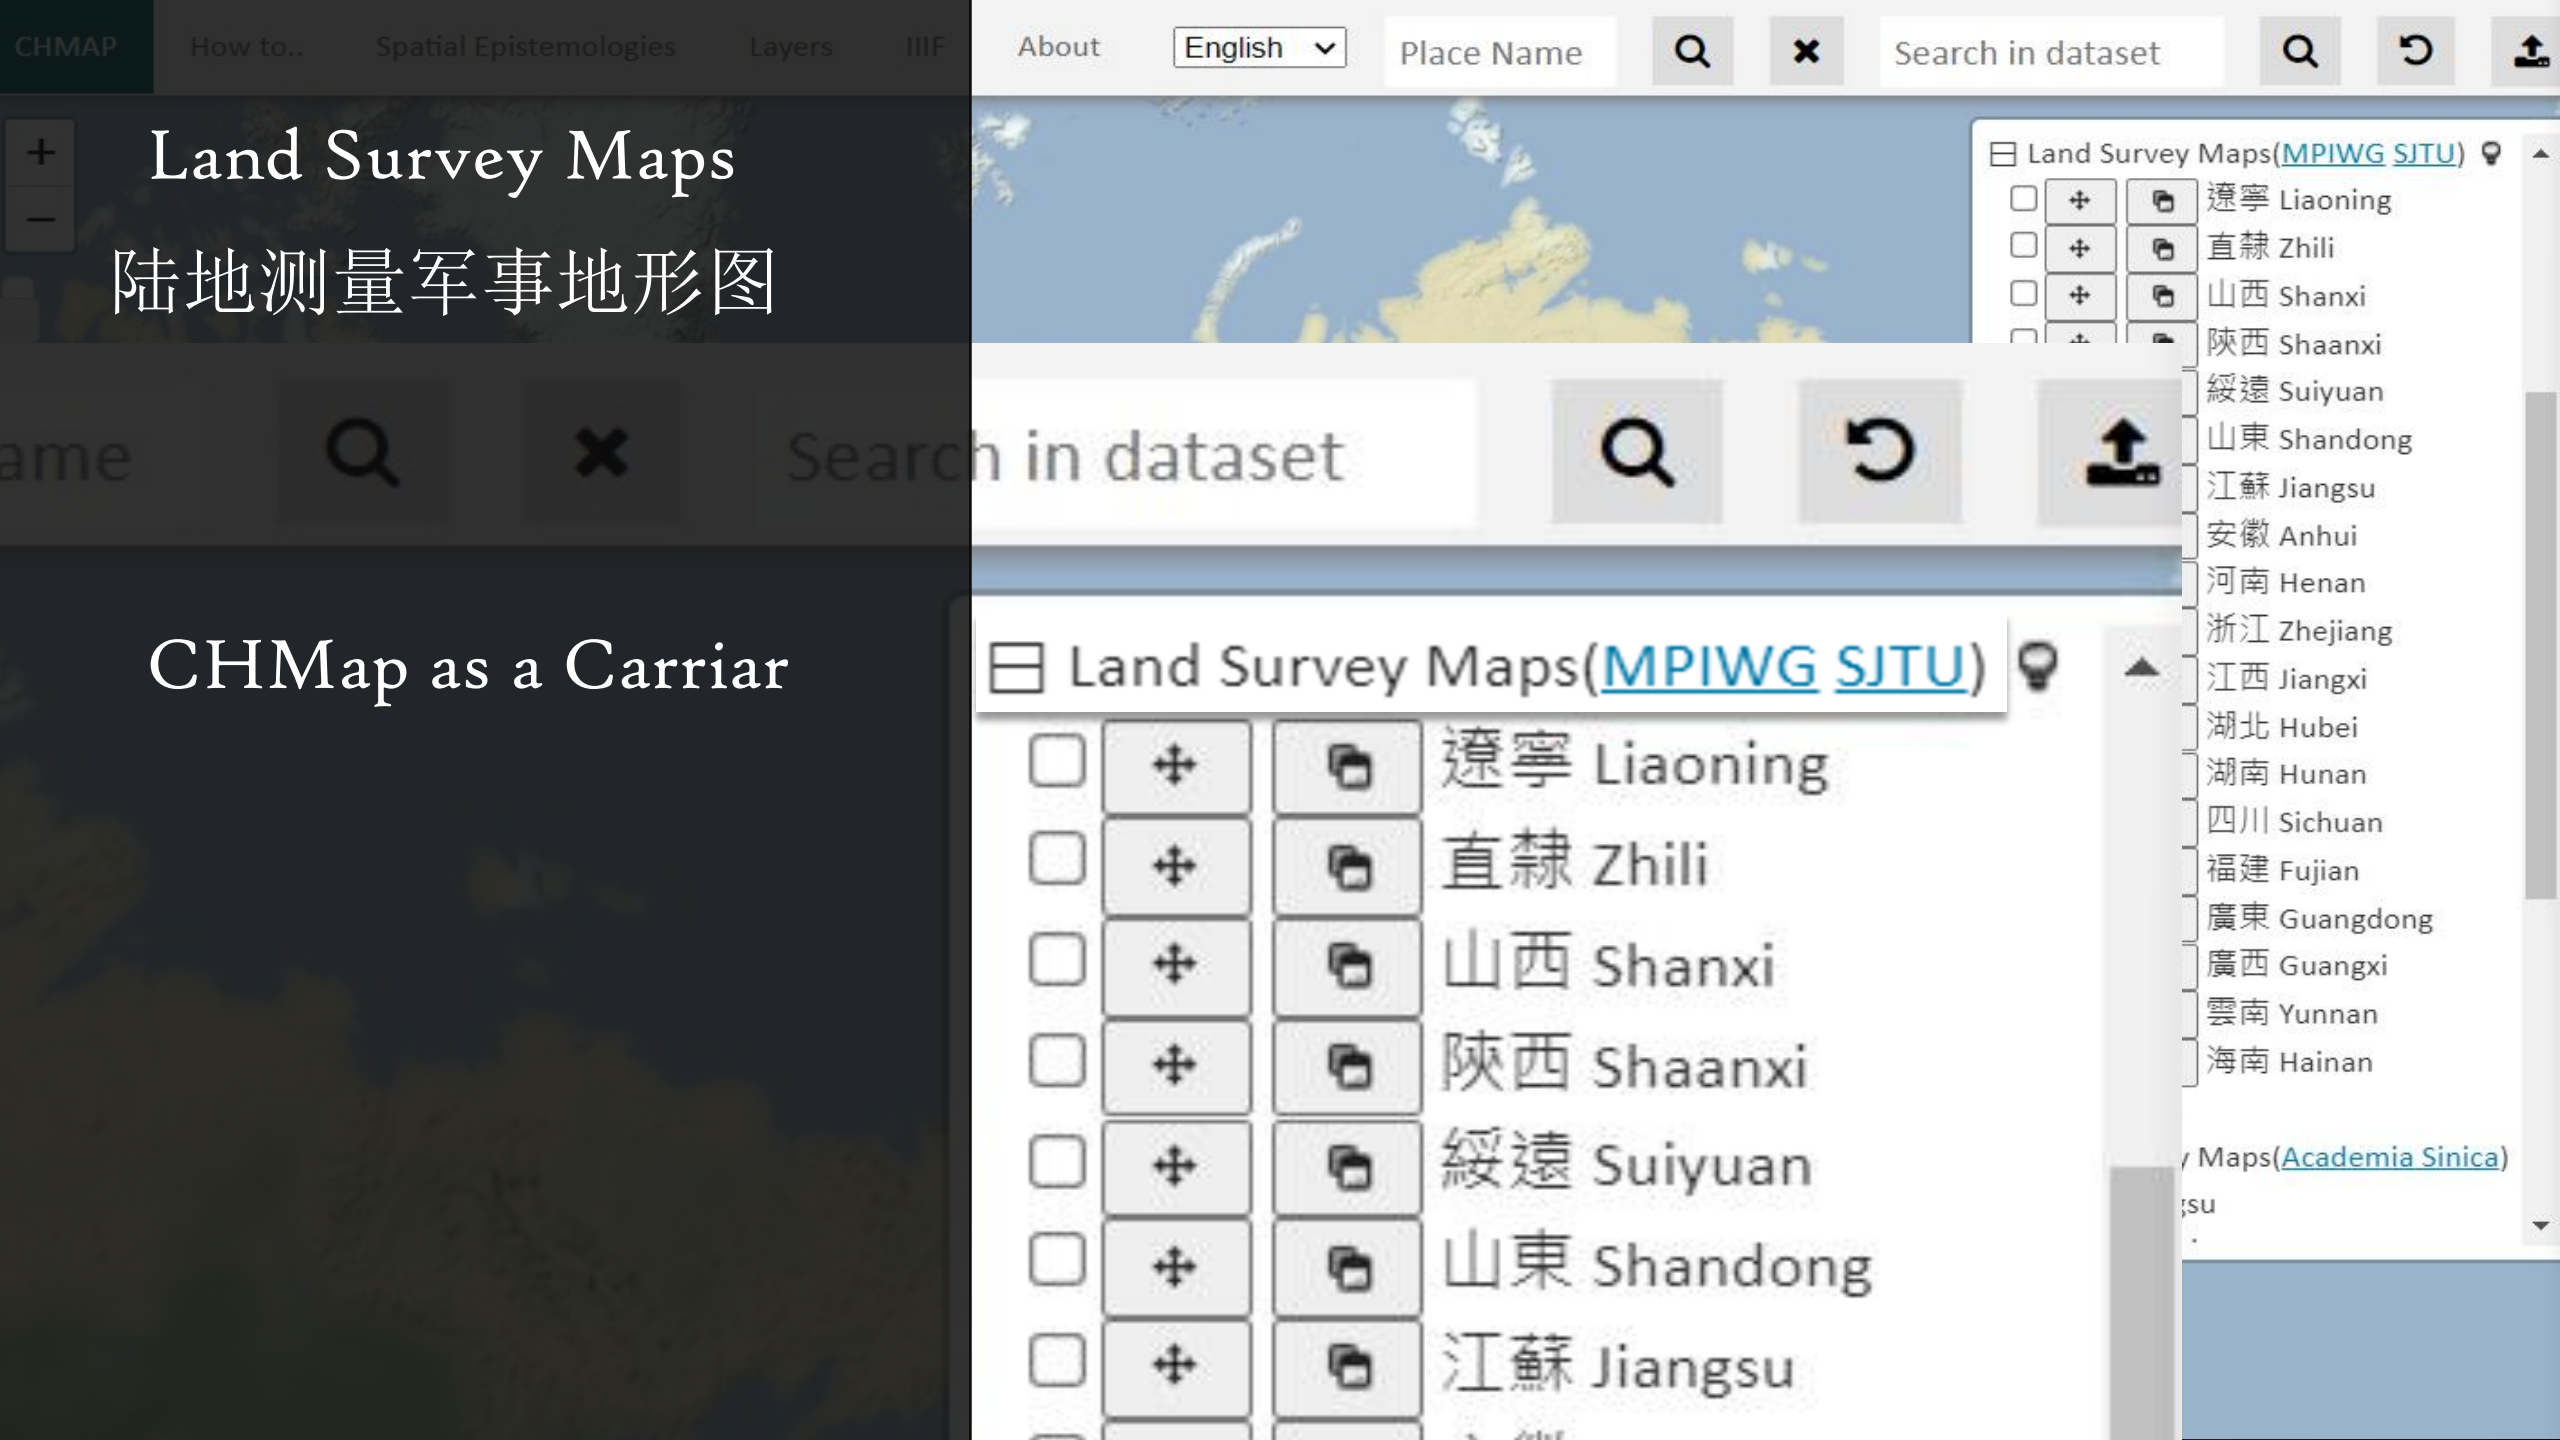 CHMAP How to.. Spatial Epistemologies Layers IIIF About English Place Name Search in dataset
Land Survey Maps
陆地测量军事地形图
CHMap as a Carriar
Land Survey Maps(MPIWG SJTU)
遼寧 Liaoning
直隸 Zhili
山西 Shanxi
陝西 Shaanxi
綏遠 Suiyuan
山東 Shandong
江蘇 Jiangsu
安徽 Anhui
河南 Henan
浙江 Zhejiang
江西 Jiangxi
湖北 Hubei
湖南 Hunan
四川 Sichuan
福建 Fujian
廣東 Guangdong
廣西 Guangxi
雲南 Yunnan
海南 Hainan
Maps(Academia Sinica)
gsu
ame Search in dataset
Land Survey Maps(MPIWG SJTU)
遼寧 Liaoning
直隸 Zhili
山西 Shanxi
陝西 Shaanxi
綏遠 Suiyuan
山東 Shandong
江蘇 Jiangsu